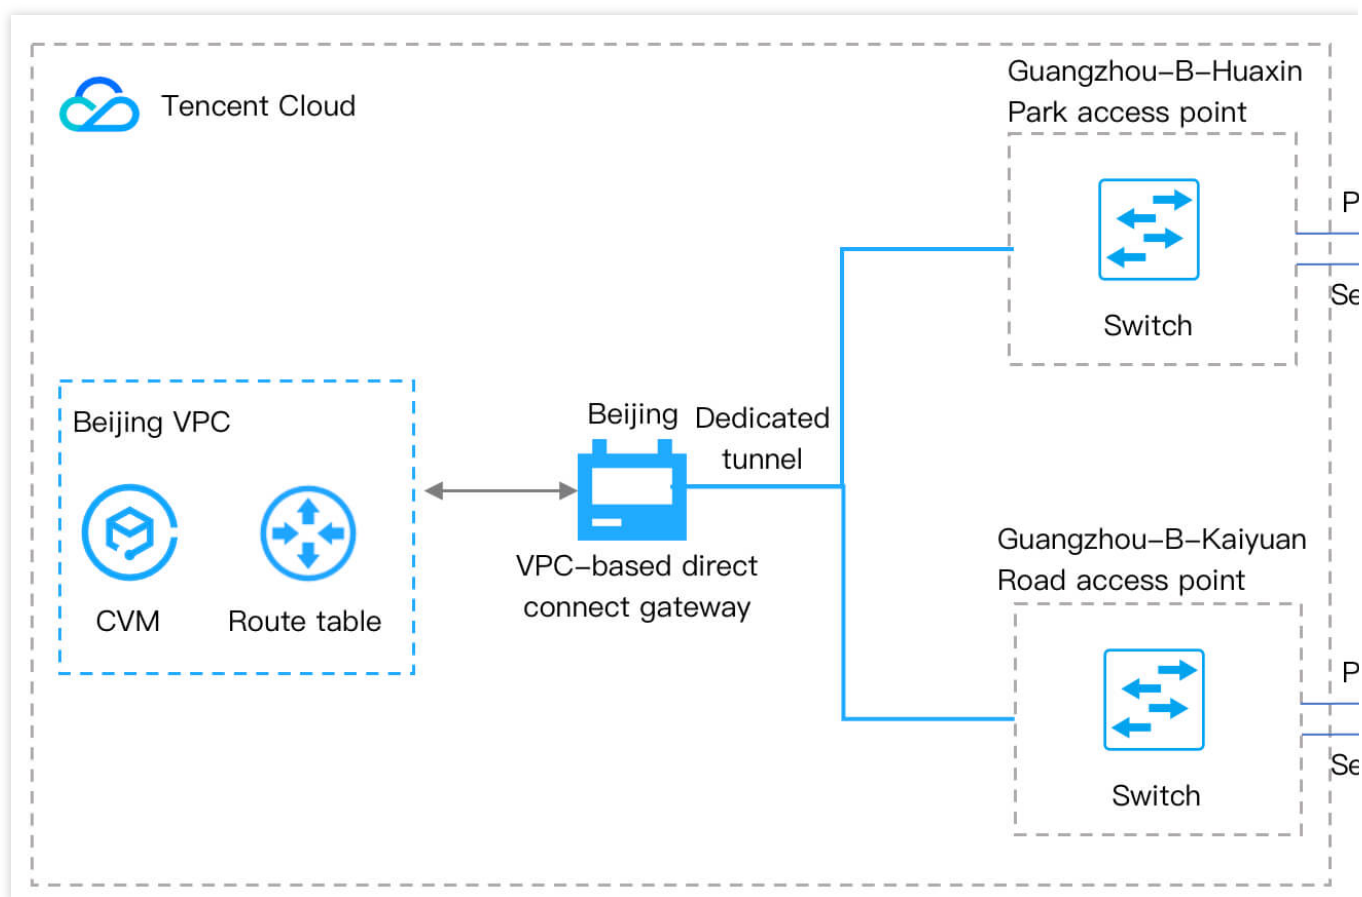 Tencent Cloud
Guangzhou-B-Huaxin
Park access point
Switch
Beijing VPC
CVM
Route table
Beijing
Dedicated
tunnel
VPC-based direct
connect gateway
Guangzhou-B-Kaiyuan
Road access point
Switch